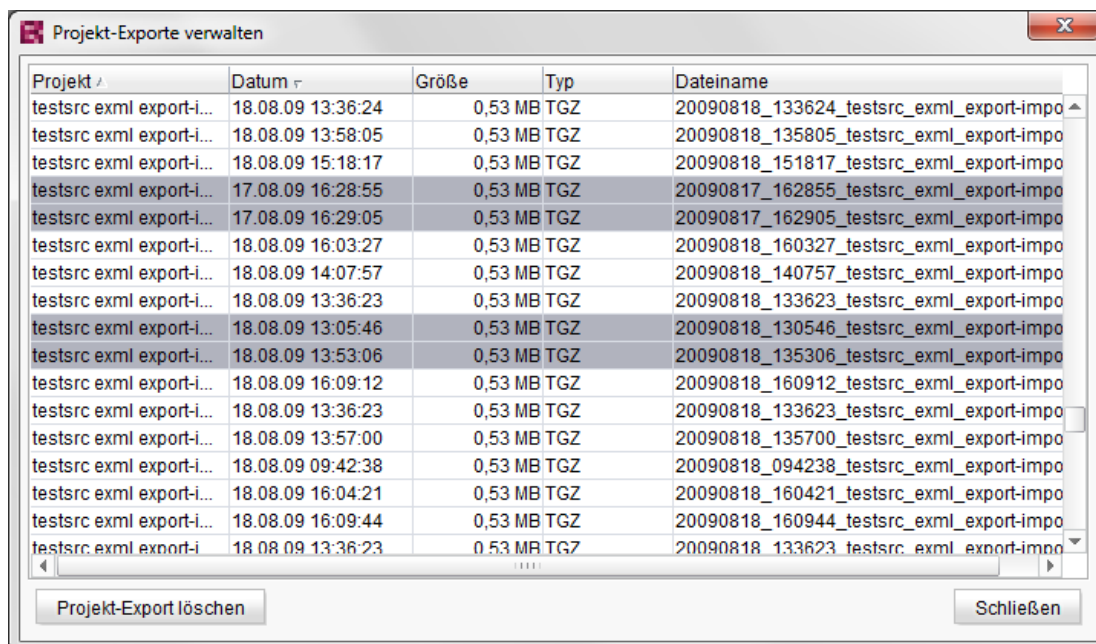 Projekt-Exporte verwalten
Projekt Datum Größe Typ Dateiname
testsrc exml export-i... 18.08.09 13:36:24 0,53 MB TGZ 20090818_133624_testsrc_exml_export-impo
testsrc exml export-i... 18.08.09 13:58:05 0,53 MB TGZ 20090818_135805_testsrc_exml_export-impo
testsrc exml export-i... 18.08.09 15:18:17 0,53 MB TGZ 20090818_151817_testsrc_exml_export-impo
testsrc exml export-i... 17.08.09 16:28:55 0,53 MB TGZ 20090817_162855_testsrc_exml_export-impo
testsrc exml export-i... 17.08.09 16:29:05 0,53 MB TGZ 20090817_162905_testsrc_exml_export-impo
testsrc exml export-i... 18.08.09 16:03:27 0,53 MB TGZ 20090818_160327_testsrc_exml_export-impo
testsrc exml export-i... 18.08.09 14:07:57 0,53 MB TGZ 20090818_140757_testsrc_exml_export-impo
testsrc exml export-i... 18.08.09 13:36:23 0,53 MB TGZ 20090818_133623_testsrc_exml_export-impo
testsrc exml export-i... 18.08.09 13:05:46 0,53 MB TGZ 20090818_130546_testsrc_exml_export-impo
testsrc exml export-i... 18.08.09 13:53:06 0,53 MB TGZ 20090818_135306_testsrc_exml_export-impo
testsrc exml export-i... 18.08.09 16:09:12 0,53 MB TGZ 20090818_160912_testsrc_exml_export-impo
testsrc exml export-i... 18.08.09 13:36:23 0,53 MB TGZ 20090818_133623_testsrc_exml_export-impo
testsrc exml export-i... 18.08.09 13:57:00 0,53 MB TGZ 20090818_135700_testsrc_exml_export-impo
testsrc exml export-i... 18.08.09 09:42:38 0,53 MB TGZ 20090818_094238_testsrc_exml_export-impo
testsrc exml export-i... 18.08.09 16:04:21 0,53 MB TGZ 20090818_160421_testsrc_exml_export-impo
testsrc exml export-i... 18.08.09 16:09:44 0,53 MB TGZ 20090818_160944_testsrc_exml_export-impo
testsrc exml export-i... 18.08.09 13:36:23 0,53 MB TGZ 20090818_133623_testsrc_exml_export-impo
Projekt-Export löschen Schließen